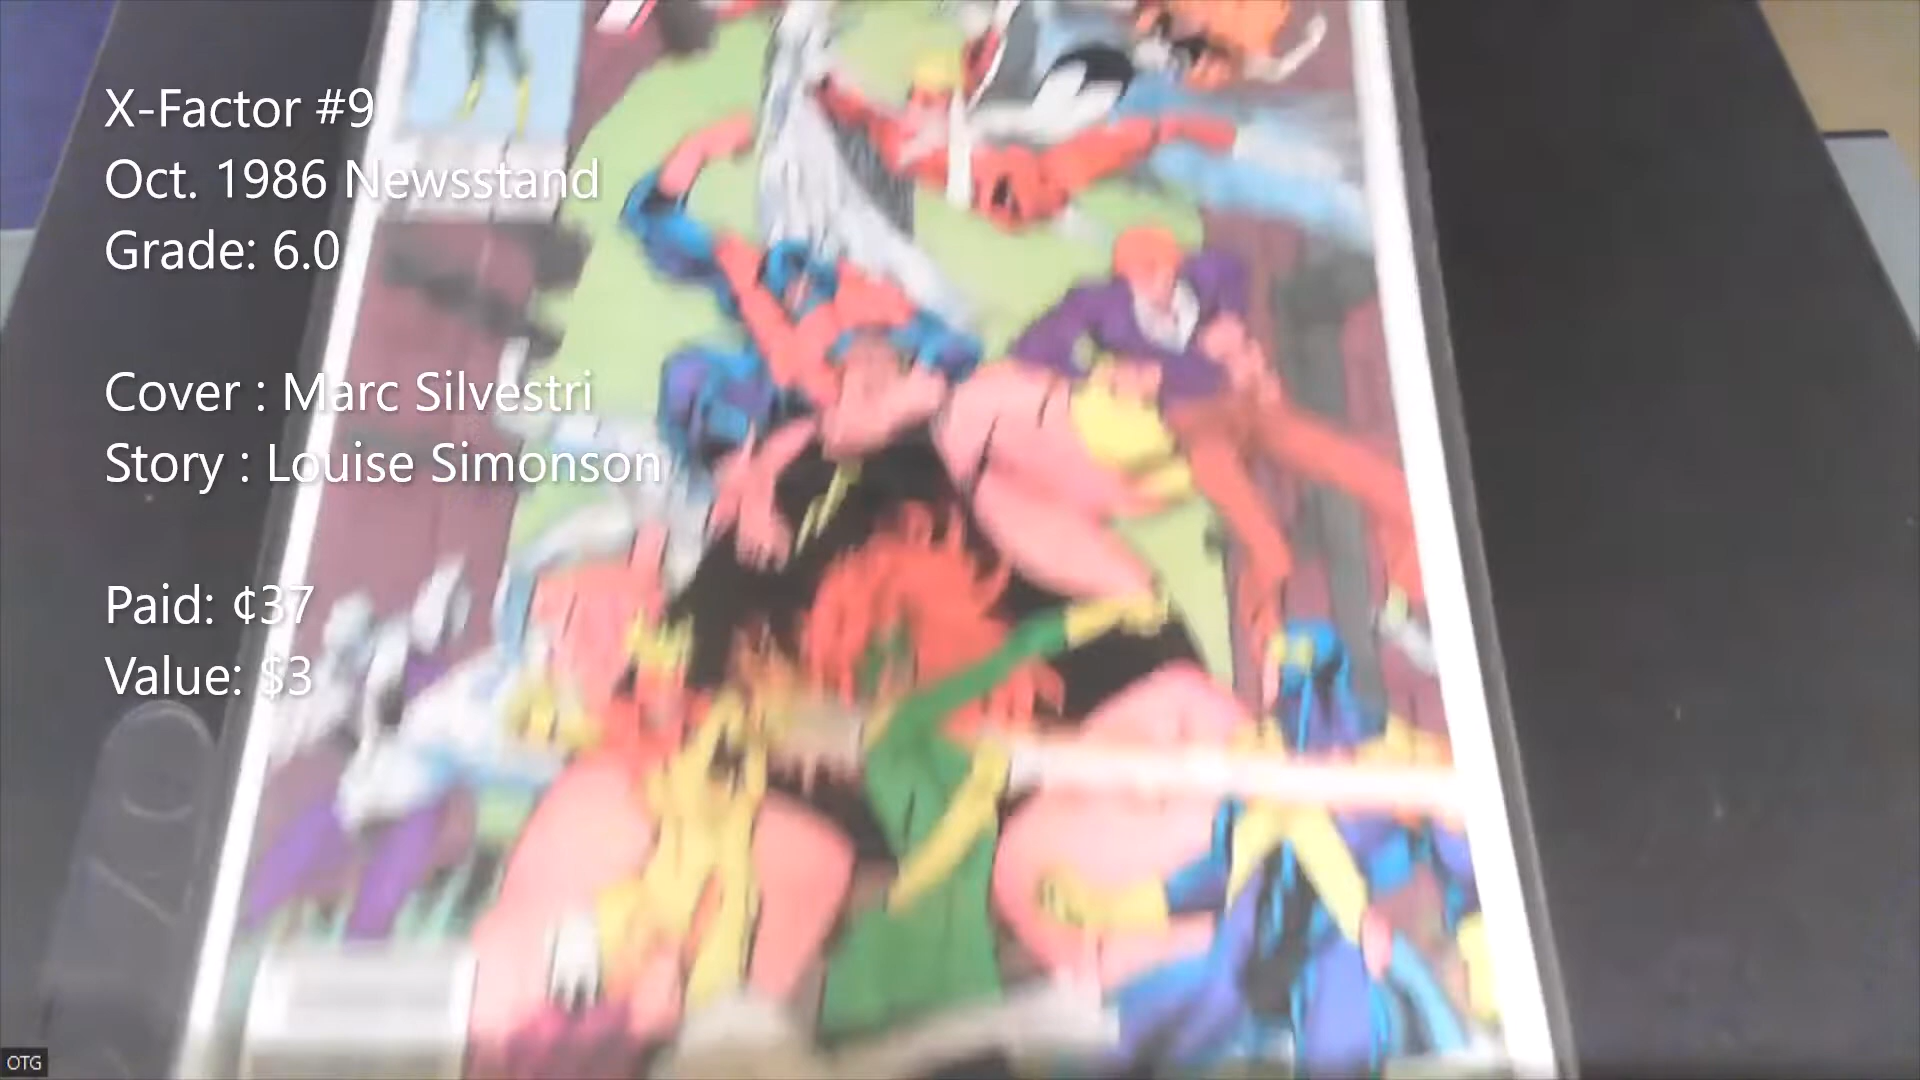 X-Factor #9
Oct. 1986 Newsstand
Grade: 6.0
Cover : Marc Silvestri
Story : Louise Simonson
Paid: ¢37
Value: $3
OTG